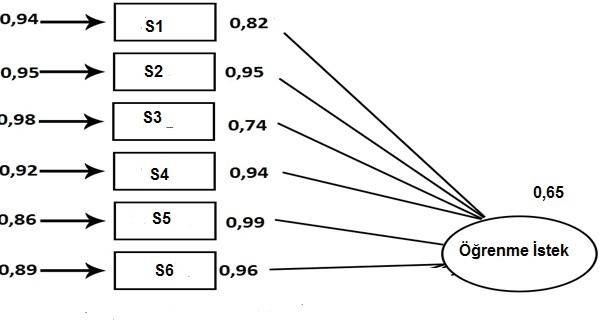 0,94 S1 0,82
0,95 S2 0,95
0,98 S3 _ 0,74
0,92 S4 0,94
0,65
0,86 S5 0,99
Öğrenme İstek
0,89 S6 0,96